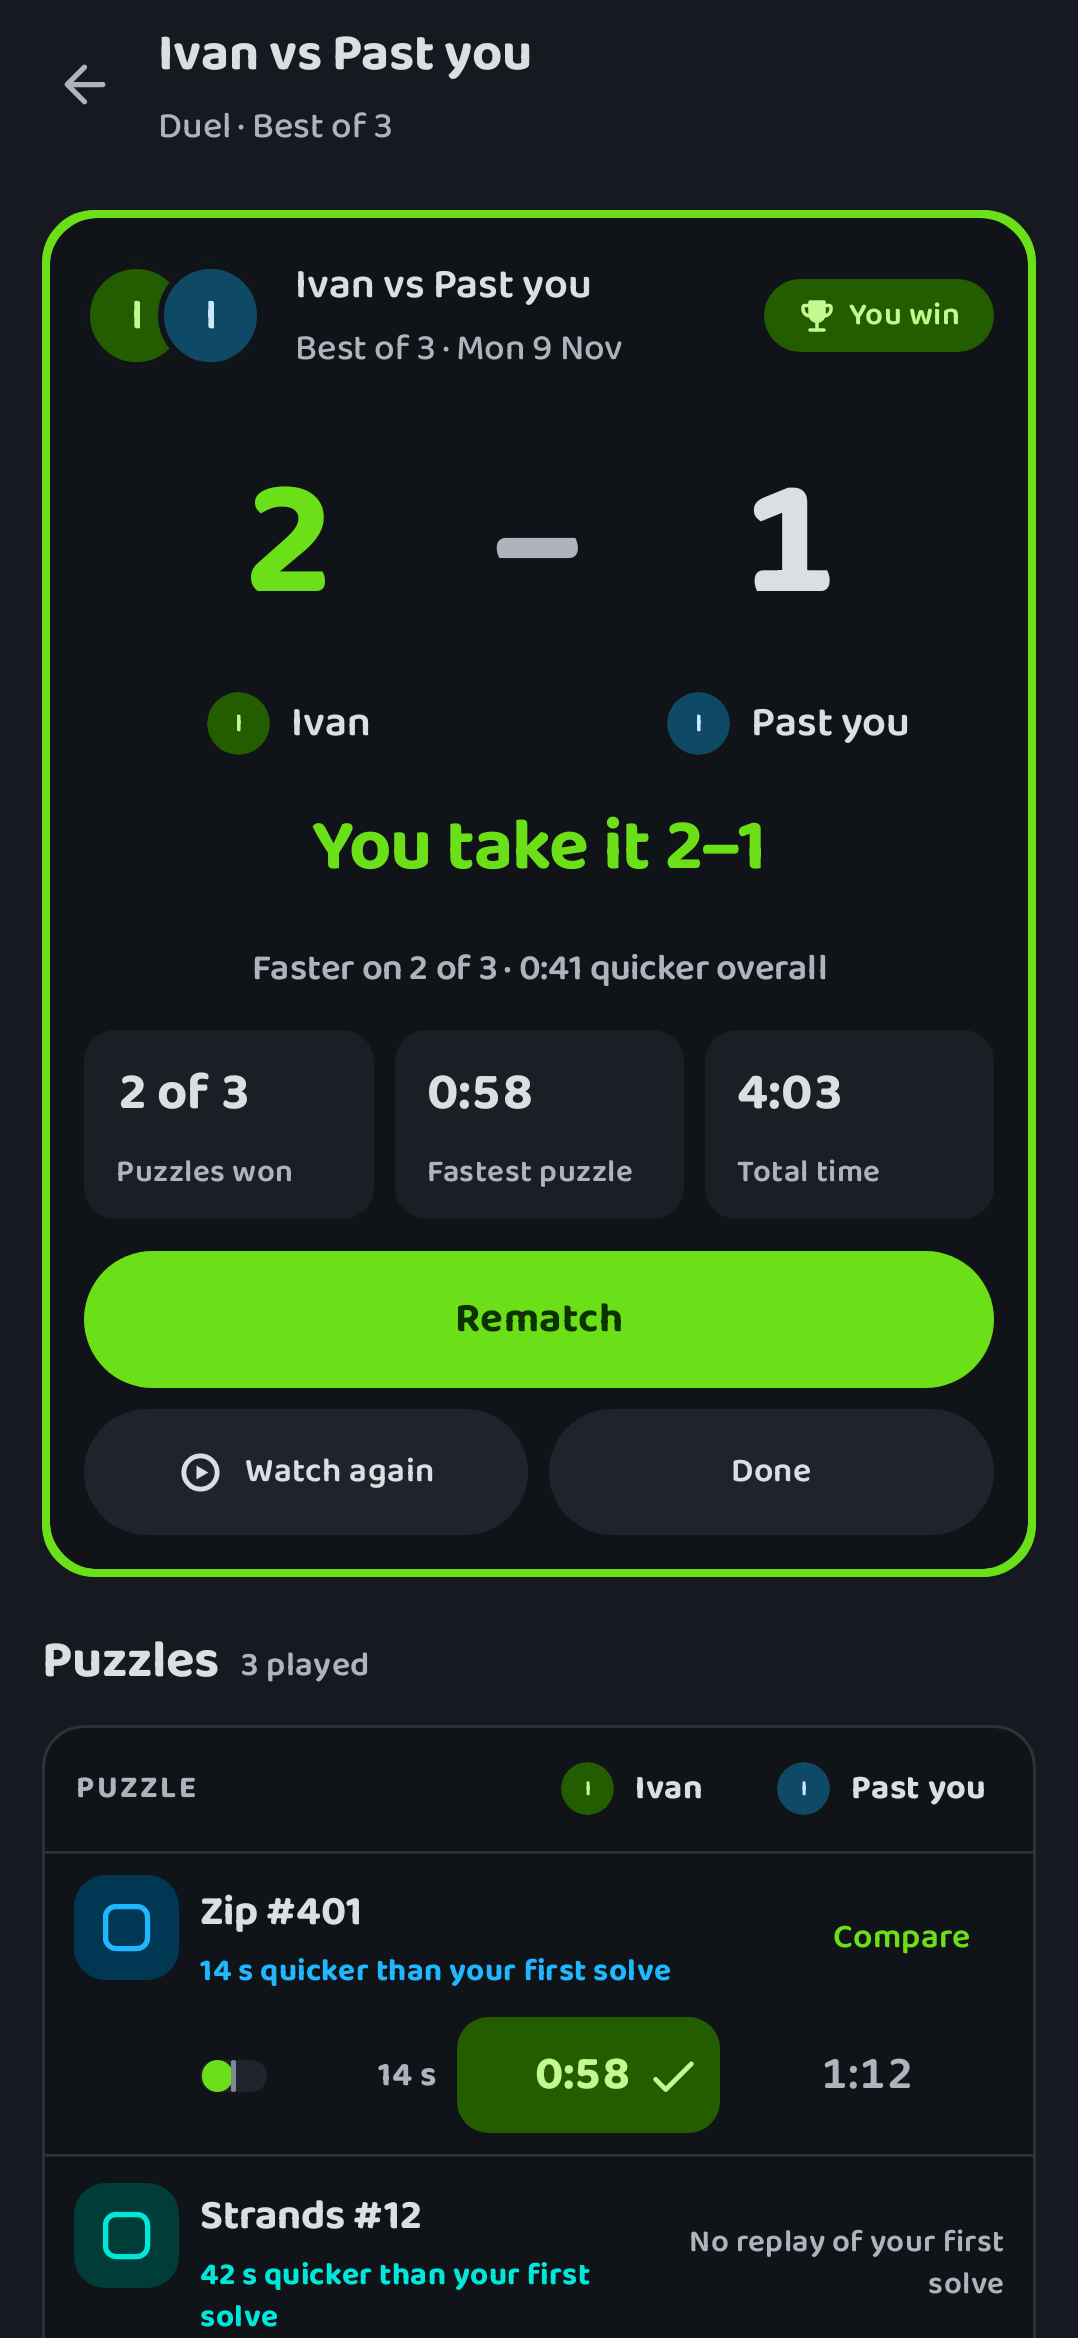 Ivan vs Past you
Duel · Best of 3
I
I
Ivan vs Past you
Best of 3 · Mon 9 Nov
You win
2 – 1
I Ivan
I Past you
You take it 2–1
Faster on 2 of 3 · 0:41 quicker overall
2 of 3
Puzzles won
0:58
Fastest puzzle
4:03
Total time
Rematch
Watch again
Done
Puzzles 3 played
PUZZLE
I Ivan
I Past you
Zip #401
14 s quicker than your first solve
Compare
14 s
0:58
1:12
Strands #12
42 s quicker than your first
solve
No replay of your first
solve